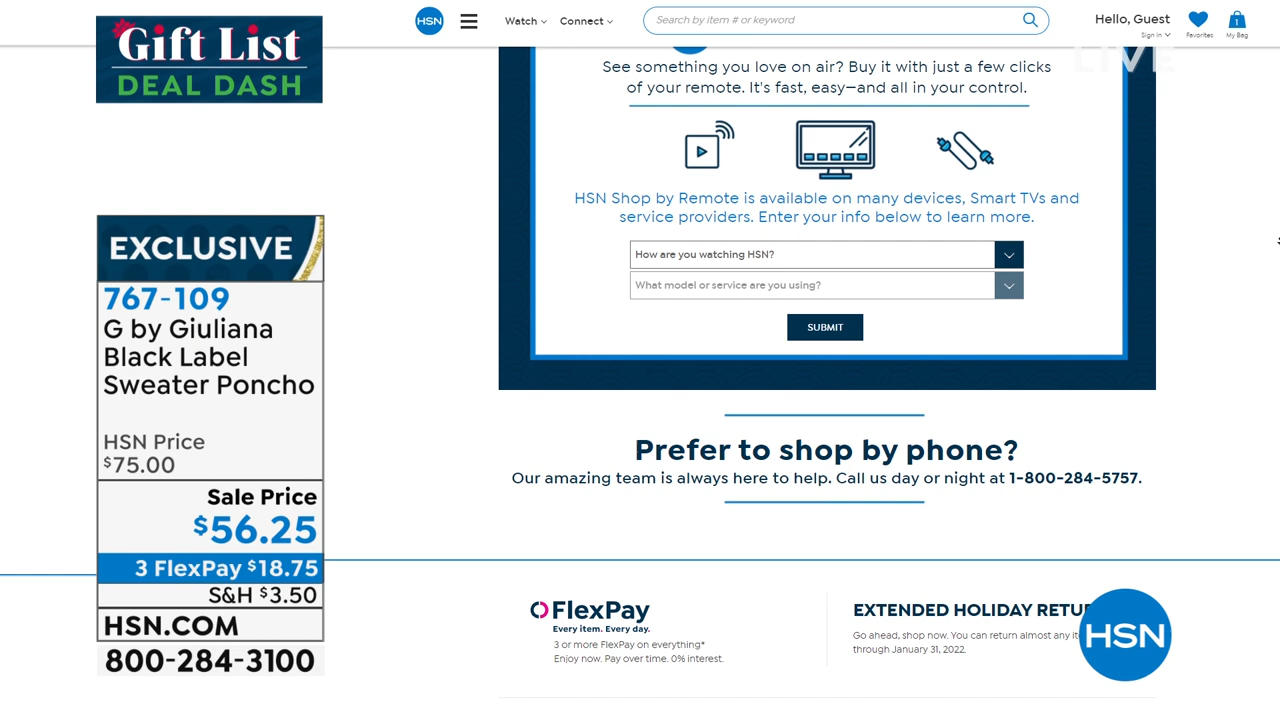 Gift List
DEAL DASH
HSN
Watch
Connect
Search by item # or keyword
Hello, Guest
Sign in
Favorites
1
My Bag
LIVE
See something you love on air? Buy it with just a few clicks
of your remote. It's fast, easy—and all in your control.
HSN Shop by Remote is available on many devices, Smart TVs and
service providers. Enter your info below to learn more.
How are you watching HSN?
What model or service are you using?
SUBMIT
EXCLUSIVE
767-109
G by Giuliana
Black Label
Sweater Poncho
HSN Price
$75.00
Sale Price
$56.25
3 FlexPay $18.75
S&H $3.50
HSN.COM
800-284-3100
Prefer to shop by phone?
Our amazing team is always here to help. Call us day or night at 1-800-284-5757.
FlexPay
Every item. Every day.
3 or more FlexPay on everything*
Enjoy now. Pay over time. 0% interest.
EXTENDED HOLIDAY
Go ahead, shop now. You can return almost any
through January 31, 2022.
HSN